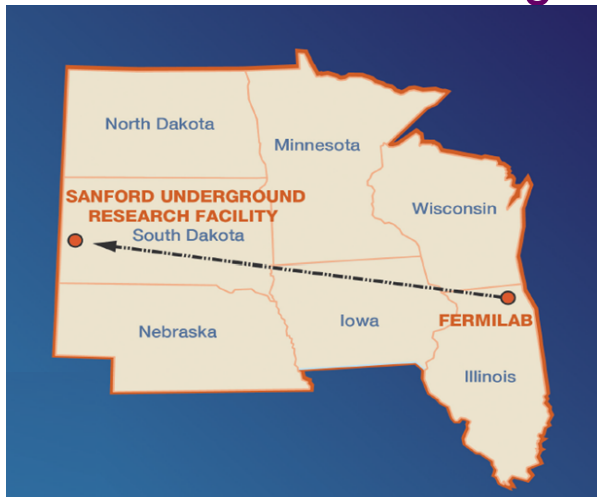 North Dakota
Minnesota
SANFORD UNDERGROUND
RESEARCH FACILITY
Wisconsin
South Dakota
FERMILAB
Iowa
Nebraska
Illinois